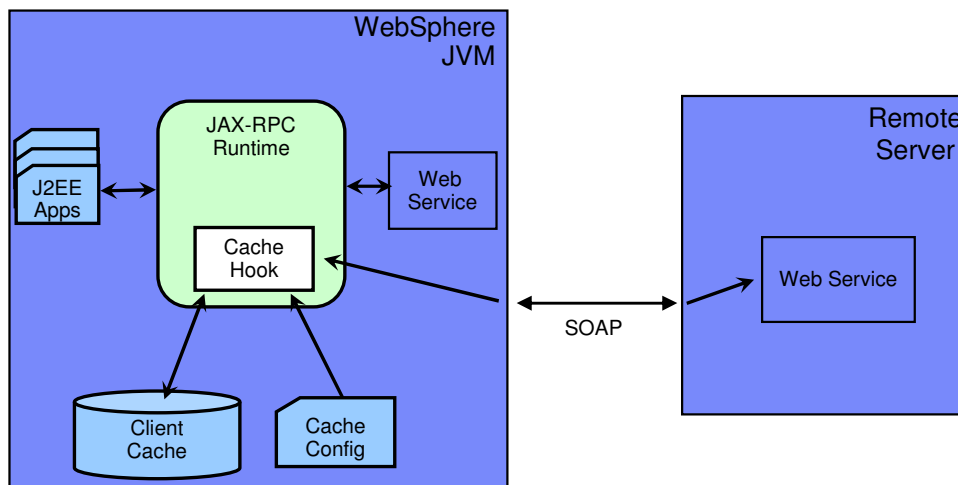 WebSphere
JVM
JAX-RPC
Runtime
J2EE
Apps
Web
Service
Cache
Hook
Client
Cache
Cache
Config
SOAP
Remote
Server
Web Service